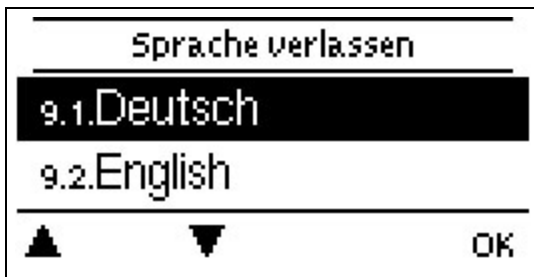 Sprache verlassen
9.1.Deutsch
9.2.English
▲ ▼ OK